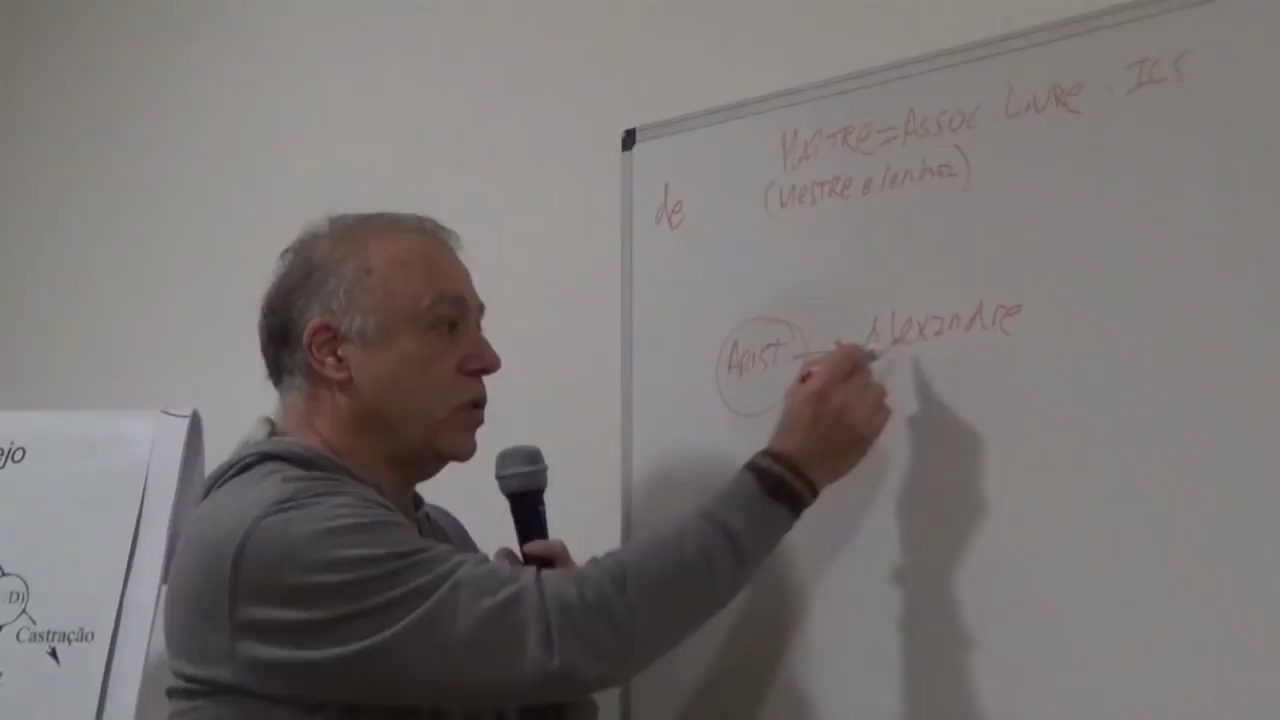 MAÎTRE = ASSOC LIVRE . ICS
(MESTRE e senhor)
de
Arist — Alexandre
ejo
D)
Castração